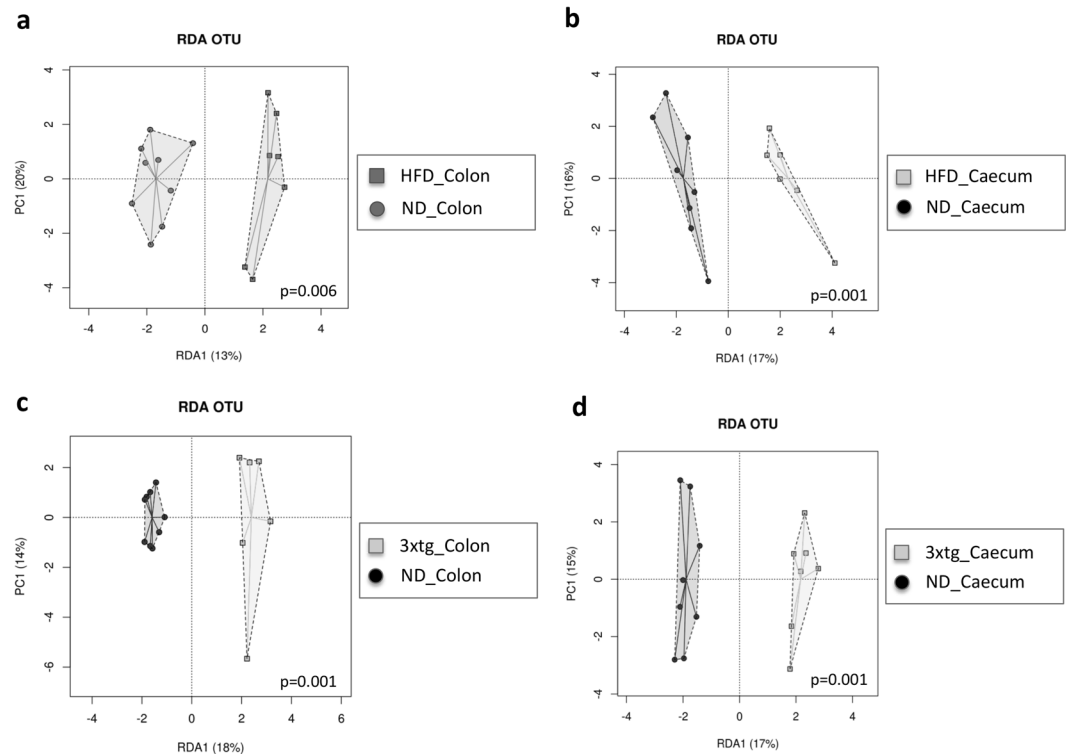 a
RDA OTU
4
2
0
-2
-4
PC1 (20%)
-4 -2 0 2 4
RDA1 (13%)
p=0.006
HFD_Colon
ND_Colon
b
RDA OTU
4
2
0
-2
-4
PC1 (16%)
-4 -2 0 2 4
RDA1 (17%)
p=0.001
HFD_Caecum
ND_Caecum
c
RDA OTU
2
0
-2
-4
-6
PC1 (14%)
-4 -2 0 2 4 6
RDA1 (18%)
p=0.001
3xtg_Colon
ND_Colon
d
RDA OTU
4
2
0
-2
-4
PC1 (15%)
-4 -2 0 2 4
RDA1 (17%)
p=0.001
3xtg_Caecum
ND_Caecum